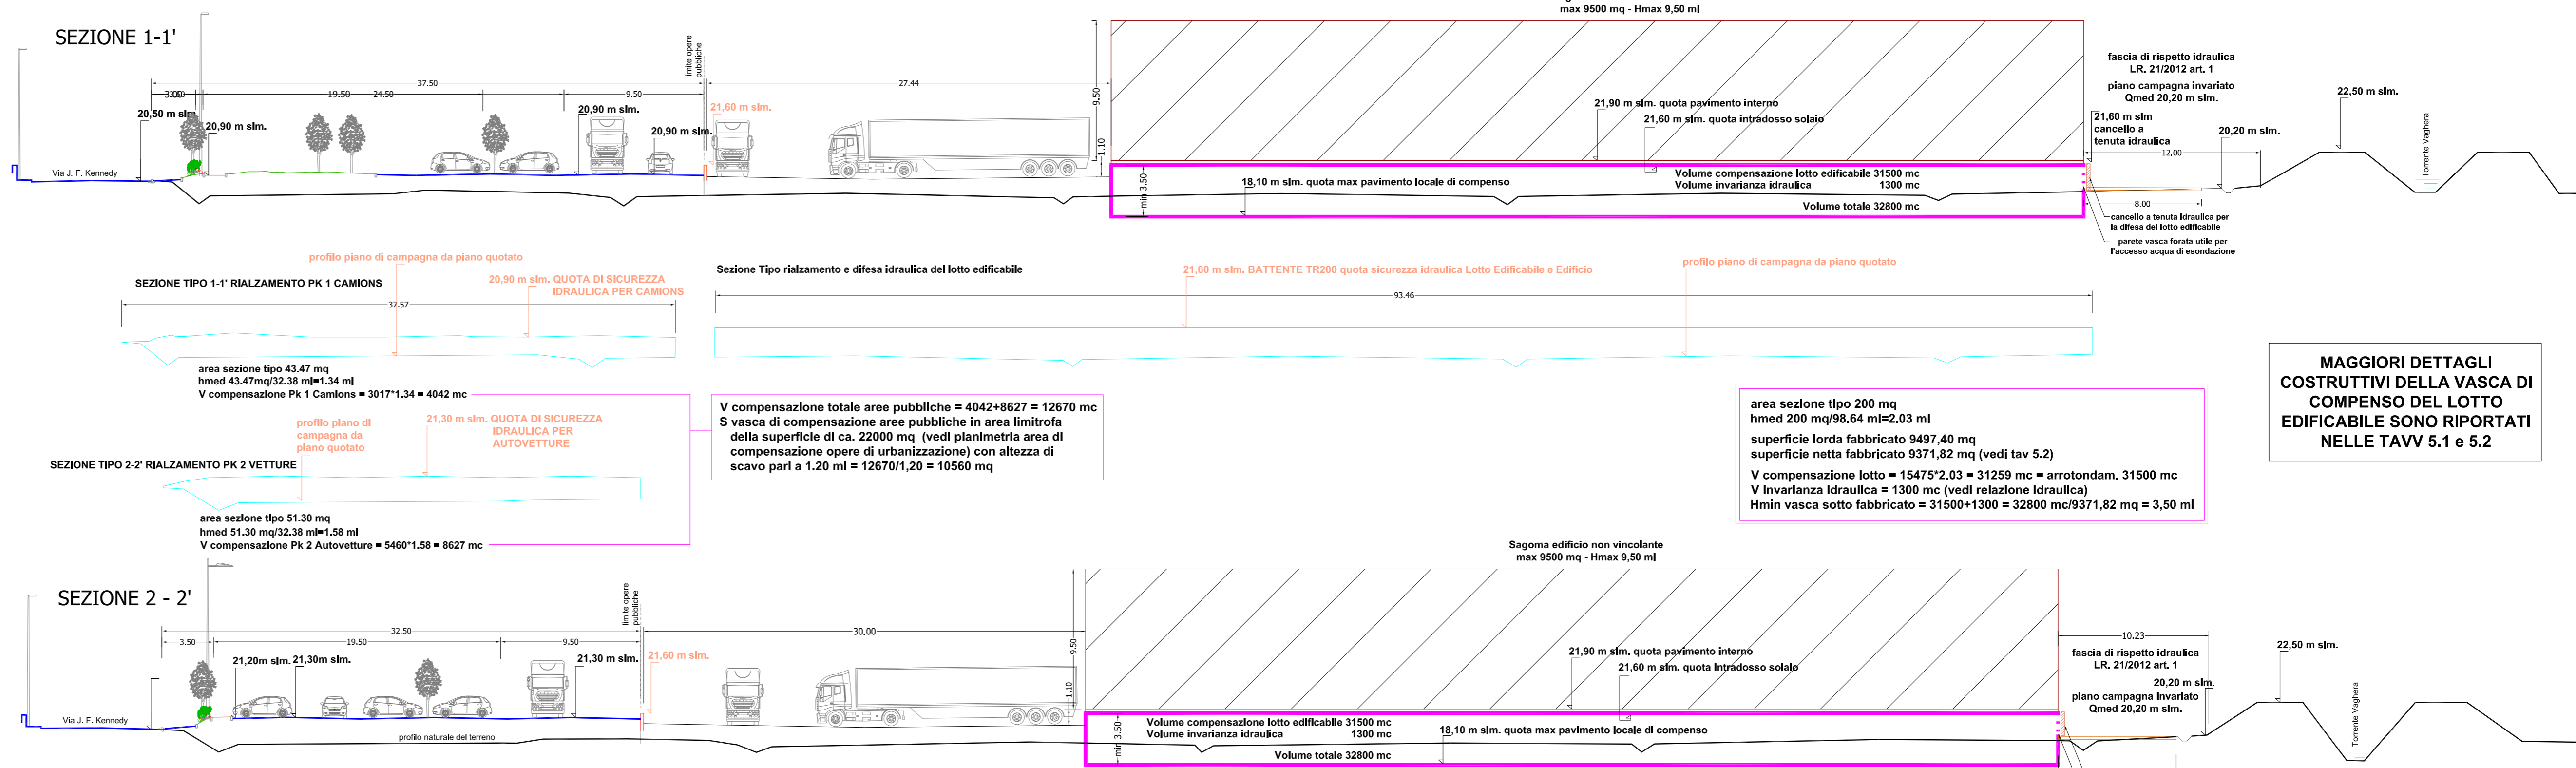 max 9500 mq - Hmax 9,50 ml
SEZIONE 1-1'
limite opere
pubbliche
37.50
27.44
19.50
24.50
9.50
9.50
1.10
20,50 m slm.
20,90 m slm.
20,90 m slm.
20,90 m slm.
21,60 m slm.
Via J. F. Kennedy
21,90 m slm. quota pavimento interno
21,60 m slm. quota intradosso solaio
min 3.50
18,10 m slm. quota max pavimento locale di compenso
Volume compensazione lotto edificabile 31500 mc
Volume invarianza idraulica 1300 mc
Volume totale 32800 mc
fascia di rispetto idraulica
LR. 21/2012 art. 1
piano campagna invariato
Qmed 20,20 m slm.
21,60 m slm
cancello a
tenuta idraulica
20,20 m slm.
12.00
22,50 m slm.
Torrente Vaghera
8.00
cancello a tenuta idraulica per
la difesa del lotto edificabile
parete vasca forata utile per
l'accesso acqua di esondazione
profilo piano di campagna da piano quotato
SEZIONE TIPO 1-1' RIALZAMENTO PK 1 CAMIONS
20,90 m slm. QUOTA DI SICUREZZA
IDRAULICA PER CAMIONS
37.57
area sezione tipo 43.47 mq
hmed 43.47mq/32.38 ml=1.34 ml
V compensazione Pk 1 Camions = 3017*1.34 = 4042 mc
Sezione Tipo rialzamento e difesa idraulica del lotto edificabile
21,60 m slm. BATTENTE TR200 quota sicurezza idraulica Lotto Edificabile e Edificio
profilo piano di campagna da piano quotato
93.46
profilo piano di
campagna da
piano quotato
21,30 m slm. QUOTA DI SICUREZZA
IDRAULICA PER
AUTOVETTURE
SEZIONE TIPO 2-2' RIALZAMENTO PK 2 VETTURE
area sezione tipo 51.30 mq
hmed 51.30 mq/32.38 ml=1.58 ml
V compensazione Pk 2 Autovetture = 5460*1.58 = 8627 mc
V compensazione totale aree pubbliche = 4042+8627 = 12670 mc
S vasca di compensazione aree pubbliche in area limitrofa
della superficie di ca. 22000 mq (vedi planimetria area di
compensazione opere di urbanizzazione) con altezza di
scavo pari a 1.20 ml = 12670/1,20 = 10560 mq
area sezione tipo 200 mq
hmed 200 mq/98.64 ml=2.03 ml
superficie lorda fabbricato 9497,40 mq
superficie netta fabbricato 9371,82 mq (vedi tav 5.2)
V compensazione lotto = 15475*2.03 = 31259 mc = arrotondam. 31500 mc
V invarianza idraulica = 1300 mc (vedi relazione idraulica)
Hmin vasca sotto fabbricato = 31500+1300 = 32800 mc/9371,82 mq = 3,50 ml
MAGGIORI DETTAGLI
COSTRUTTIVI DELLA VASCA DI
COMPENSO DEL LOTTO
EDIFICABILE SONO RIPORTATI
NELLE TAVV 5.1 e 5.2
Sagoma edificio non vincolante
max 9500 mq - Hmax 9,50 ml
SEZIONE 2 - 2'
limite opere
pubbliche
32.50
30.00
3.50
19.50
9.50
9.50
1.10
21,20m slm.
21,30m slm.
21,30 m slm.
21,60 m slm.
Via J. F. Kennedy
profilo naturale del terreno
21,90 m slm. quota pavimento interno
21,60 m slm. quota intradosso solaio
min 3.50
Volume compensazione lotto edificabile 31500 mc
Volume invarianza idraulica 1300 mc
Volume totale 32800 mc
18,10 m slm. quota max pavimento locale di compenso
10.23
fascia di rispetto idraulica
LR. 21/2012 art. 1
20,20 m slm.
piano campagna invariato
Qmed 20,20 m slm.
22,50 m slm.
Torrente Vaghera